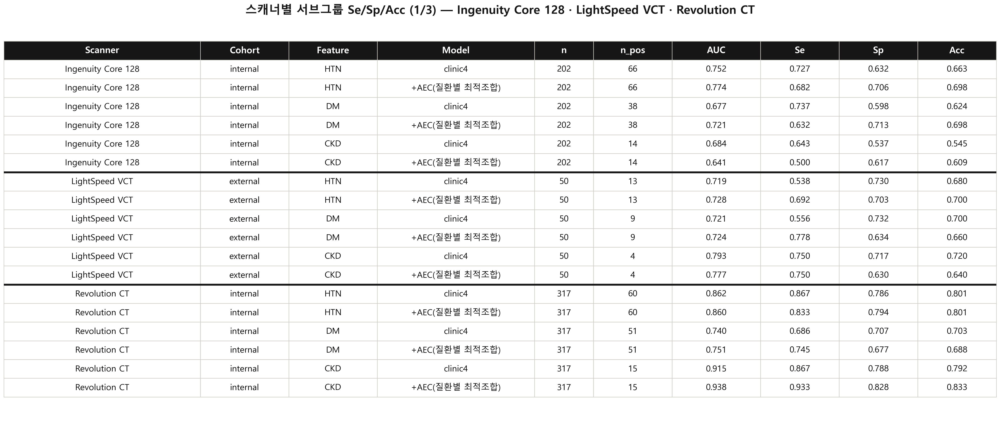 스캐너별 서브그룹 Se/Sp/Acc (1/3) — Ingenuity Core 128 · LightSpeed VCT · Revolution CT
Scanner Cohort Feature Model n n_pos AUC Se Sp Acc
Ingenuity Core 128 internal HTN clinic4 202 66 0.752 0.727 0.632 0.663
Ingenuity Core 128 internal HTN +AEC(질환별 최적조합) 202 66 0.774 0.682 0.706 0.698
Ingenuity Core 128 internal DM clinic4 202 38 0.677 0.737 0.598 0.624
Ingenuity Core 128 internal DM +AEC(질환별 최적조합) 202 38 0.721 0.632 0.713 0.698
Ingenuity Core 128 internal CKD clinic4 202 14 0.684 0.643 0.537 0.545
Ingenuity Core 128 internal CKD +AEC(질환별 최적조합) 202 14 0.641 0.500 0.617 0.609
LightSpeed VCT external HTN clinic4 50 13 0.719 0.538 0.730 0.680
LightSpeed VCT external HTN +AEC(질환별 최적조합) 50 13 0.728 0.692 0.703 0.700
LightSpeed VCT external DM clinic4 50 9 0.721 0.556 0.732 0.700
LightSpeed VCT external DM +AEC(질환별 최적조합) 50 9 0.724 0.778 0.634 0.660
LightSpeed VCT external CKD clinic4 50 4 0.793 0.750 0.717 0.720
LightSpeed VCT external CKD +AEC(질환별 최적조합) 50 4 0.777 0.750 0.630 0.640
Revolution CT internal HTN clinic4 317 60 0.862 0.867 0.786 0.801
Revolution CT internal HTN +AEC(질환별 최적조합) 317 60 0.860 0.833 0.794 0.801
Revolution CT internal DM clinic4 317 51 0.740 0.686 0.707 0.703
Revolution CT internal DM +AEC(질환별 최적조합) 317 51 0.751 0.745 0.677 0.688
Revolution CT internal CKD clinic4 317 15 0.915 0.867 0.788 0.792
Revolution CT internal CKD +AEC(질환별 최적조합) 317 15 0.938 0.933 0.828 0.833